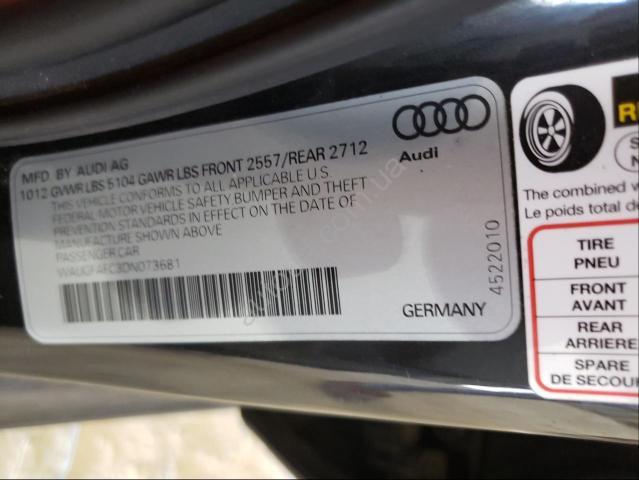 MFD. BY AUDI AG
1012 GVWR LBS 5104 GAWR LBS FRONT 2557/REAR 2712
THIS VEHICLE CONFORMS TO ALL APPLICABLE U S
FEDERAL MOTOR VEHICLE SAFETY BUMPER AND THEFT
PREVENTION STANDARDS IN EFFECT ON THE DATE OF
MANUFACTURE SHOWN ABOVE
PASSENGER CAR
WAUGFAFC3DN073681
Audi
GERMANY
4522010
The combined
Le poids total de
TIRE
PNEU
FRONT
AVANT
REAR
ARRIERE
SPARE
DE SECOU